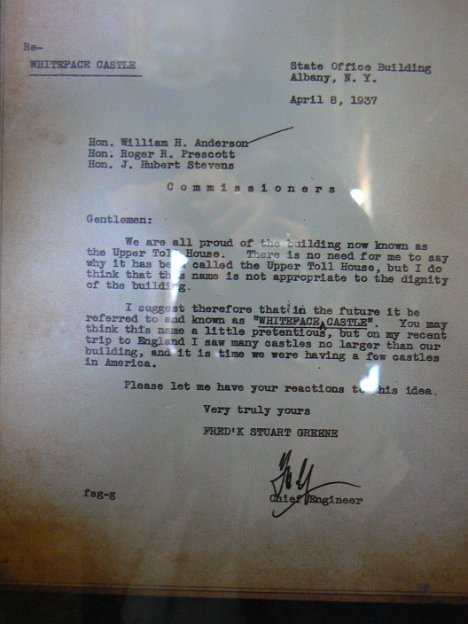 Re-
WHITEFACE CASTLE
State Office Building
Albany, N. Y.
April 8, 1937
Hon. William H. Anderson
Hon. Roger R. Prescott
Hon. J. Hubert Stevens
Commissioners
Gentlemen:
We are all proud of the building now known as
the Upper Toll House. There is no need for me to say
why it has been called the Upper Toll House, but I do
think that this name is not appropriate to the dignity
of the building.
I suggest therefore that in the future it be
referred to and known as "WHITEFACE CASTLE". You may
think this name a little pretentious, but on my recent
trip to England I saw many castles no larger than our
building, and it is time we were having a few castles
in America.
Please let me have your reactions to this idea.
Very truly yours
FRED'K STUART GREENE
fsg-g
Chief Engineer